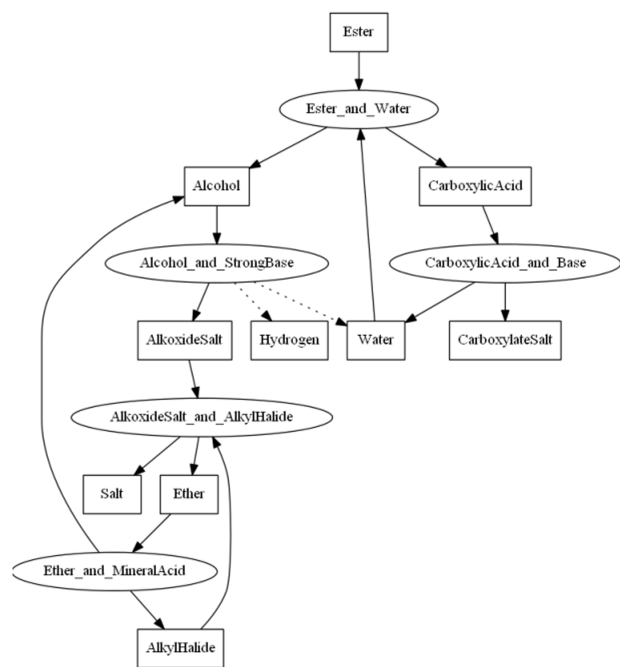 Ester
Ester_and_Water
Alcohol
CarboxylicAcid
Alcohol_and_StrongBase
CarboxylicAcid_and_Base
AlkoxideSalt
Hydrogen
Water
CarboxylateSalt
AlkoxideSalt_and_AlkylHalide
Salt
Ether
Ether_and_MineralAcid
AlkylHalide